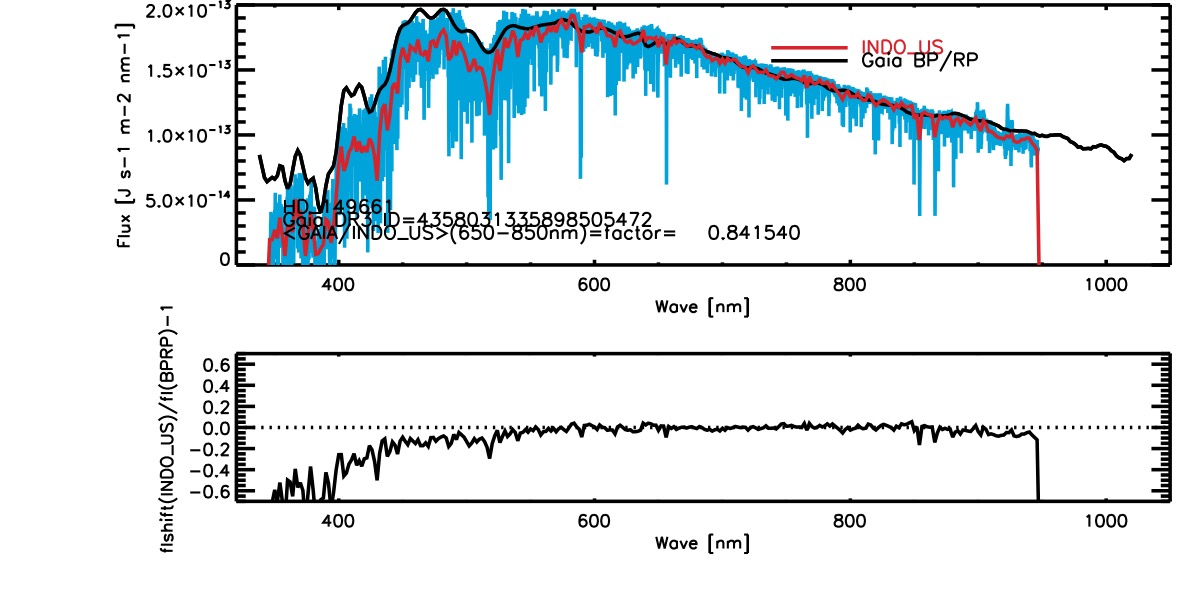 2.0×10−13
1.5×10−13
1.0×10−13
5.0×10−14
0
Flux [J s−1 m−2 nm−1]
INDO_US
Gaia BP/RP
HD_149661
Gaia DR3 ID=4358031335898505472
<GAIA/INDO_US>(650−850nm)=factor= 0.841540
400 600 800 1000
Wave [nm]
0.6
0.4
0.2
0.0
−0.2
−0.4
−0.6
flshift(INDO_US)/fl(BPRP)−1
400 600 800 1000
Wave [nm]